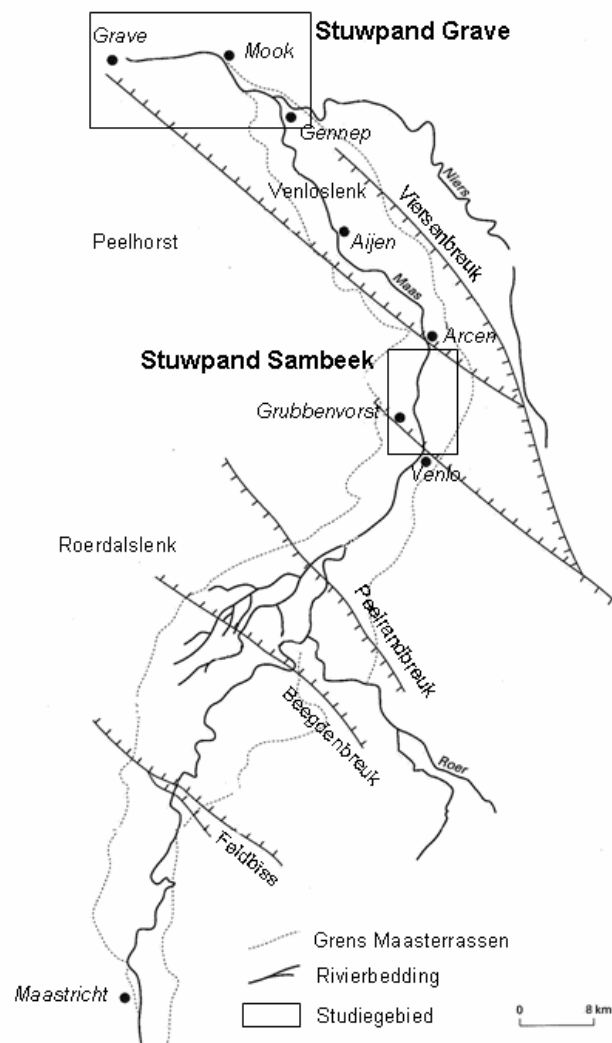 Stuwpand Grave
Grave
Mook
Gennep
Venloslenk
Niers
Viersenbreuk
Peelhorst
Aijen
Maas
Arcen
Stuwpand Sambeek
Grubbenvorst
Venlo
Roerdalslenk
Peelrandbreuk
Beegdenbreuk
Roer
Feldbiss
Grens Maasterrassen
Rivierbedding
Maastricht
Studiegebied
0 8 km